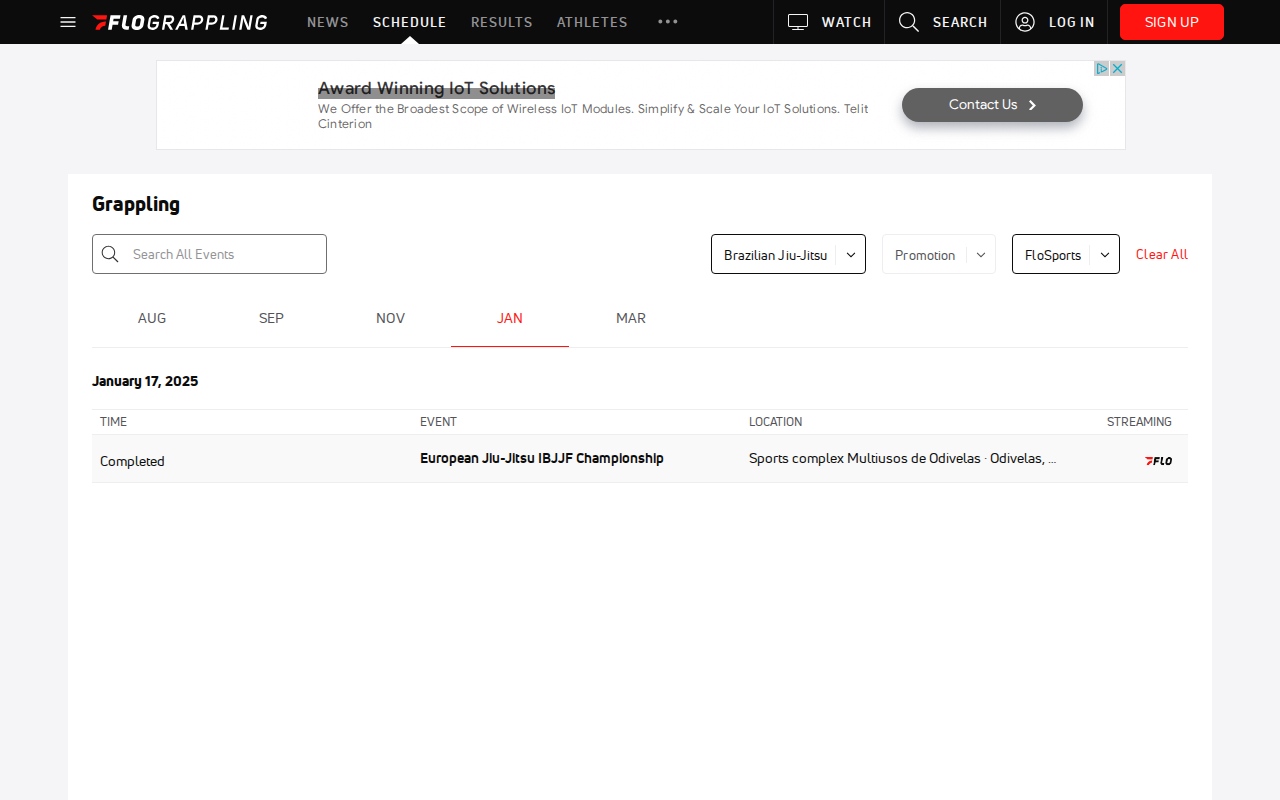 FLOGRAPPLING NEWS SCHEDULE RESULTS ATHLETES WATCH SEARCH LOG IN SIGN UP
Award Winning IoT Solutions
We Offer the Broadest Scope of Wireless IoT Modules. Simplify & Scale Your IoT Solutions. Telit
Cinterion
Contact Us
Grappling
Search All Events Brazilian Jiu-Jitsu Promotion FloSports Clear All
AUG SEP NOV JAN MAR
January 17, 2025
TIME EVENT LOCATION STREAMING
Completed European Jiu-Jitsu IBJJF Championship Sports complex Multiusos de Odivelas · Odivelas, ... FLO